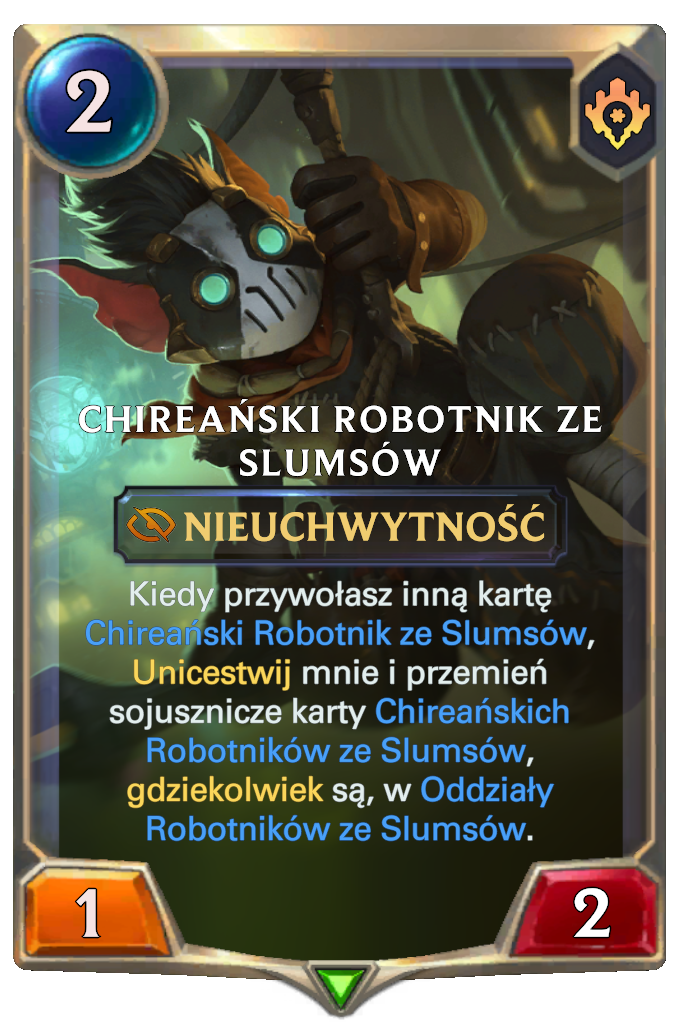 2
CHIREAŃSKI ROBOTNIK ZE
SLUMSÓW
NIEUCHWYTNOŚĆ
Kiedy przywołasz inną kartę
Chireański Robotnik ze Slumsów,
Unicestwij mnie i przemień
sojusznicze karty Chireańskich
Robotników ze Slumsów,
gdziekolwiek są, w Oddziały
Robotników ze Slumsów.
1
2